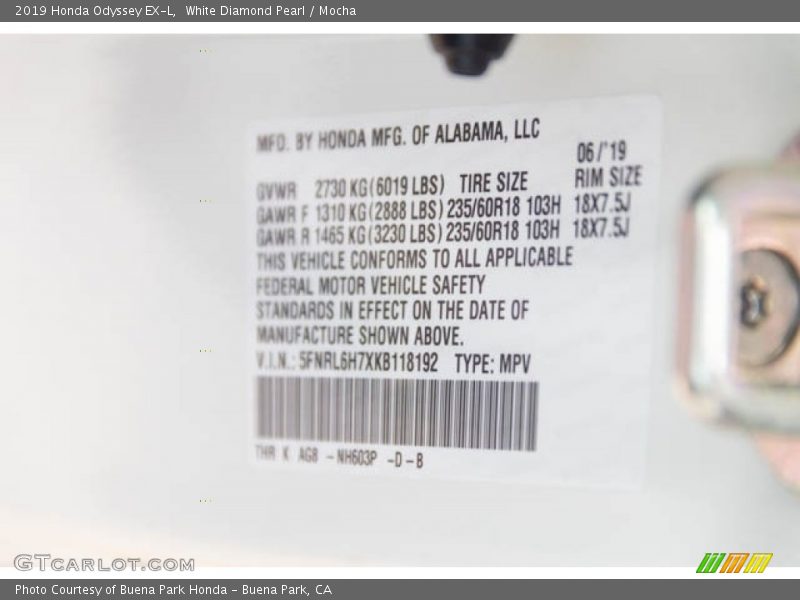 2019 Honda Odyssey EX-L,  White Diamond Pearl / Mocha
MFD. BY HONDA MFG. OF ALABAMA, LLC
06/'19
GVWR 2730 KG(6019 LBS) TIRE SIZE RIM SIZE
GAWR F 1310 KG(2888 LBS) 235/60R18 103H 18X7.5J
GAWR R 1465 KG(3230 LBS) 235/60R18 103H 18X7.5J
THIS VEHICLE CONFORMS TO ALL APPLICABLE
FEDERAL MOTOR VEHICLE SAFETY
STANDARDS IN EFFECT ON THE DATE OF
MANUFACTURE SHOWN ABOVE.
V.I.N.: 5FNRL6H7XKB118192 TYPE: MPV
THR K AG8 -NH603P -D-B
GTCARLOT.COM
Photo Courtesy of Buena Park Honda - Buena Park, CA